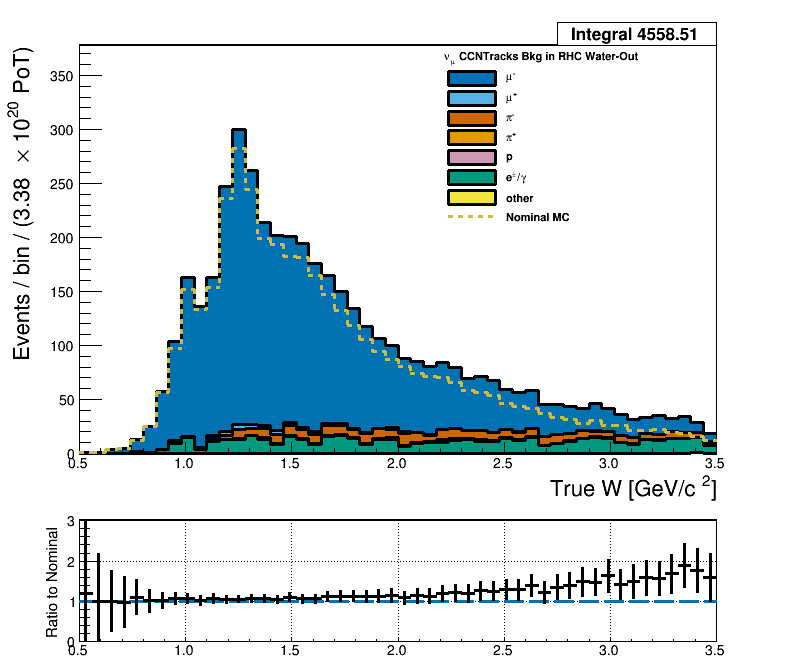 Integral 4558.51
ν_μ CCNTracks Bkg in RHC Water-Out
μ⁻
μ⁺
π⁻
π⁺
p
e^±/γ
other
Nominal MC
Events / bin / (3.38 × 10²⁰ PoT)
350
300
250
200
150
100
50
0
0.5 1.0 1.5 2.0 2.5 3.0 3.5
True W [GeV/c ²]
Ratio to Nominal
3
2
1
0
0.5 1.0 1.5 2.0 2.5 3.0 3.5